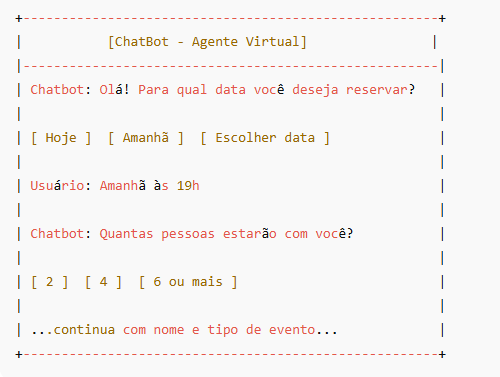 +------------------------------------------------------+
|           [ChatBot - Agente Virtual]                |
|------------------------------------------------------|
| Chatbot: Olá! Para qual data você deseja reservar?   |
|                                                      |
| [ Hoje ]  [ Amanhã ]  [ Escolher data ]              |
|                                                      |
| Usuário: Amanhã às 19h                               |
|                                                      |
| Chatbot: Quantas pessoas estarão com você?           |
|                                                      |
| [ 2 ]  [ 4 ]  [ 6 ou mais ]                          |
|                                                      |
| ...continua com nome e tipo de evento...             |
+------------------------------------------------------+